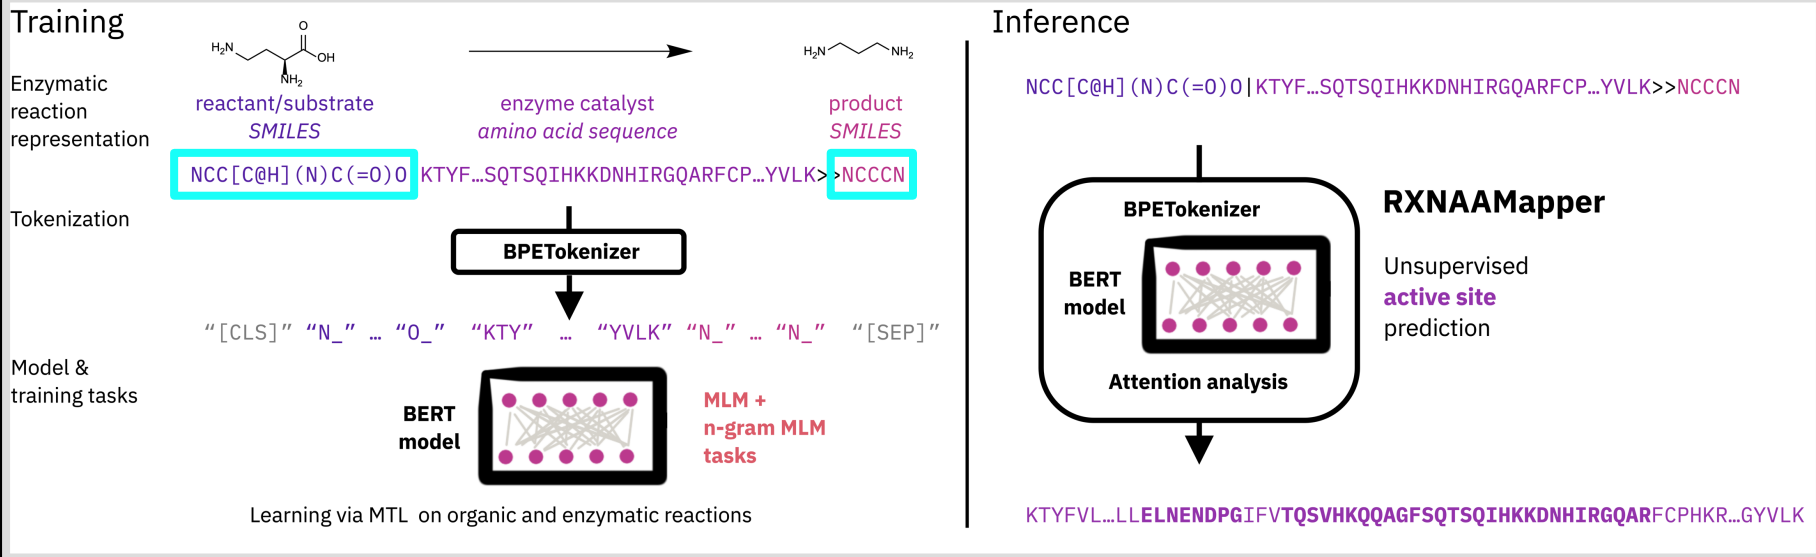 Training
H₂N
O
OH
NH₂
H₂N
NH₂
Enzymatic
reaction
representation
reactant/substrate
SMILES
enzyme catalyst
amino acid sequence
product
SMILES
NCC[C@H](N)C(=O)O KTYF…SQTSQIHKKDNHIRGQARFCP…YVLK>>NCCCN
Tokenization
BPETokenizer
“[CLS]” “N_” … “O_” “KTY” … “YVLK” “N_” … “N_” “[SEP]”
Model &
training tasks
BERT
model
MLM +
n-gram MLM
tasks
Learning via MTL on organic and enzymatic reactions
Inference
NCC[C@H](N)C(=O)O|KTYF…SQTSQIHKKDNHIRGQARFCP…YVLK>>NCCCN
BPETokenizer
BERT
model
Attention analysis
RXNAAMapper
Unsupervised
active site
prediction
KTYFVL…LLELNENDPGIFVTQSVHKQQAGFSQTSQIHKKDNHIRGQARFCPHKR…GYVLK